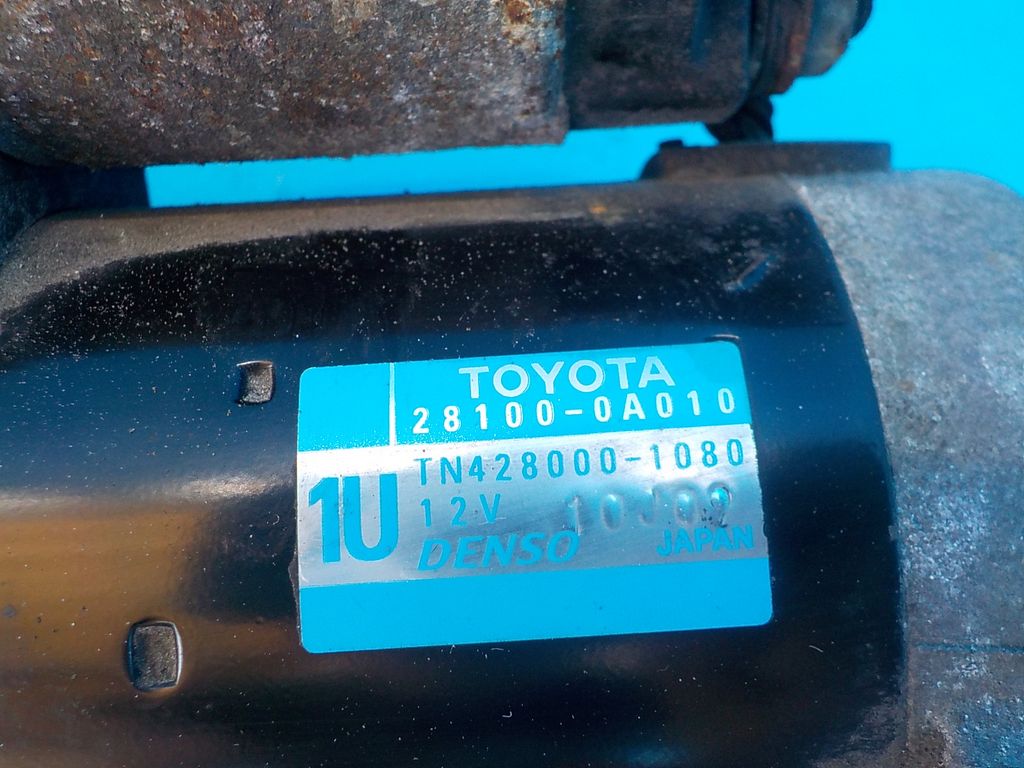 TOYOTA
28100-0A010
TN428000-1080
1U
12V
DENSO JAPAN